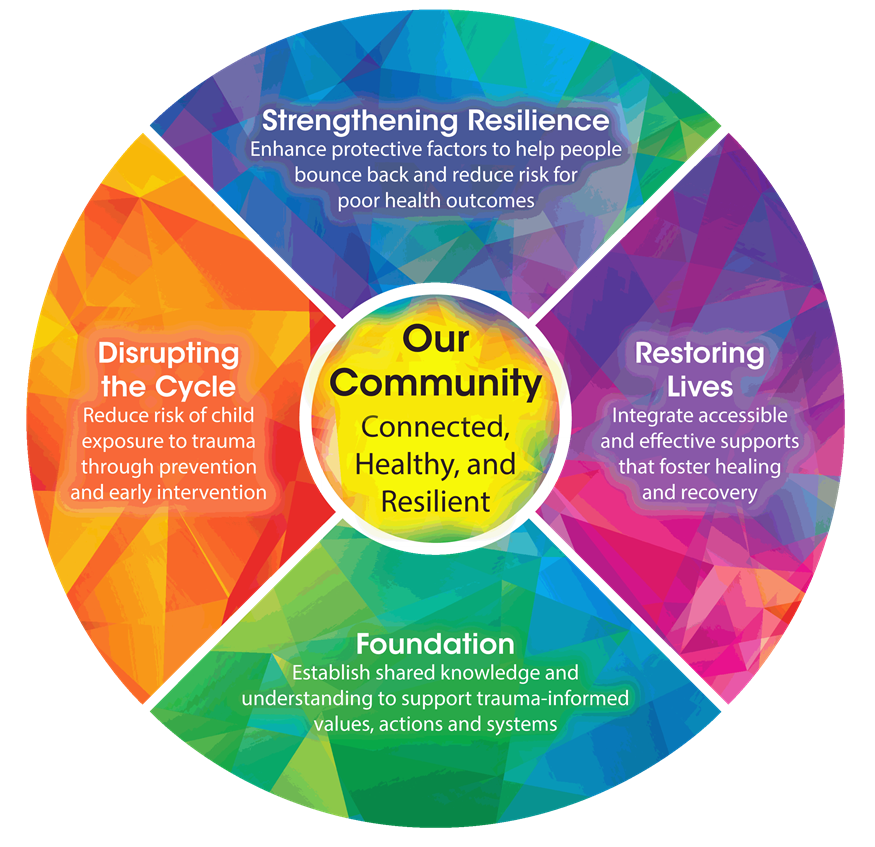 Strengthening Resilience
Enhance protective factors to help people
bounce back and reduce risk for
poor health outcomes
Disrupting
the Cycle
Reduce risk of child
exposure to trauma
through prevention
and early intervention
Our
Community
Connected,
Healthy, and
Resilient
Restoring
Lives
Integrate accessible
and effective supports
that foster healing
and recovery
Foundation
Establish shared knowledge and
understanding to support trauma-informed
values, actions and systems